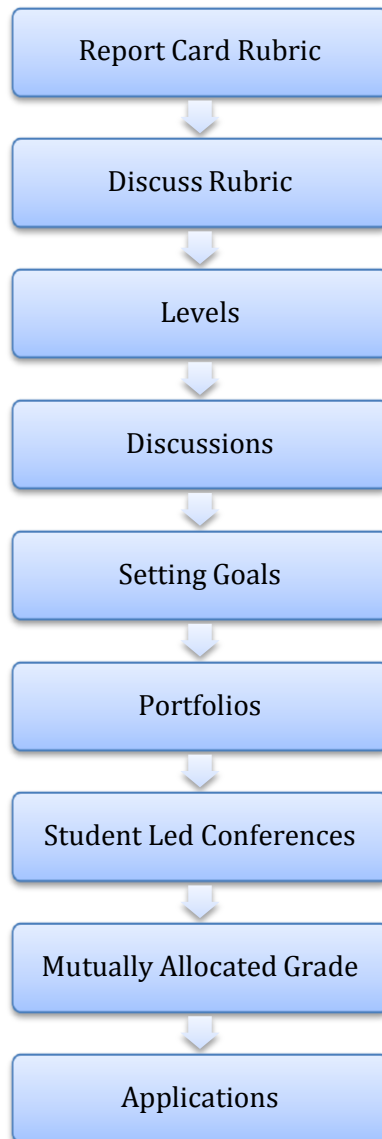 Report Card Rubric
Discuss Rubric
Levels
Discussions
Setting Goals
Portfolios
Student Led Conferences
Mutually Allocated Grade
Applications